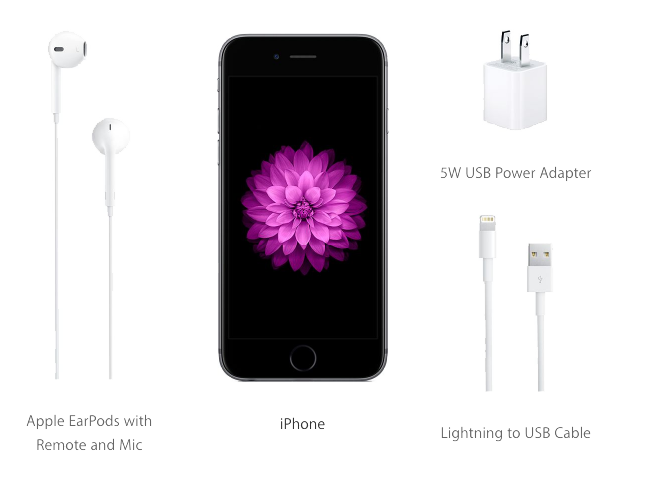 5W USB Power Adapter
Apple EarPods with
Remote and Mic
iPhone
Lightning to USB Cable